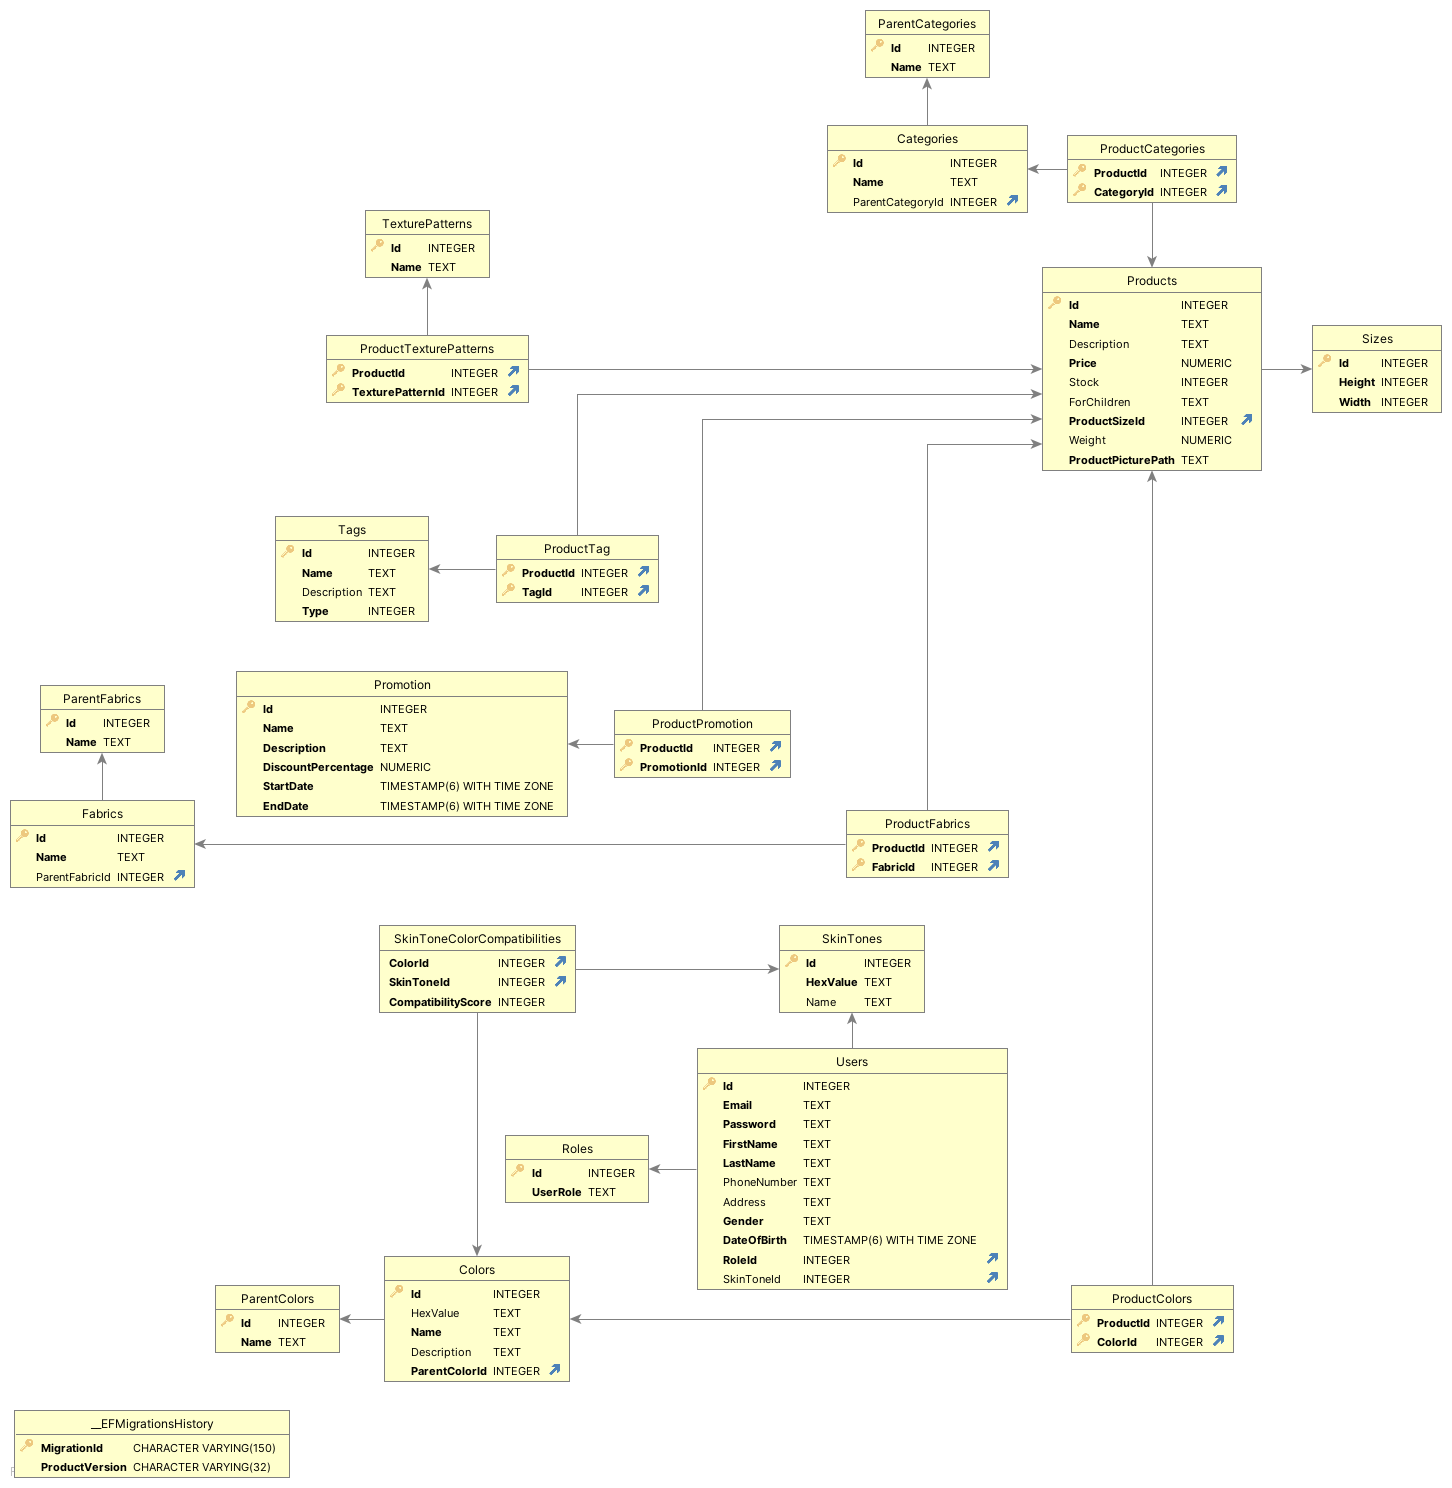 ParentCategories
Id INTEGER
Name TEXT
Categories
Id INTEGER
Name TEXT
ParentCategoryId INTEGER
ProductCategories
ProductId INTEGER
CategoryId INTEGER
TexturePatterns
Id INTEGER
Name TEXT
Products
Id INTEGER
Name TEXT
Description TEXT
Price NUMERIC
Stock INTEGER
ForChildren TEXT
ProductSizeId INTEGER
Weight NUMERIC
ProductPicturePath TEXT
Sizes
Id INTEGER
Height INTEGER
Width INTEGER
ProductTexturePatterns
ProductId INTEGER
TexturePatternId INTEGER
Tags
Id INTEGER
Name TEXT
Description TEXT
Type INTEGER
ProductTag
ProductId INTEGER
TagId INTEGER
ParentFabrics
Id INTEGER
Name TEXT
Promotion
Id INTEGER
Name TEXT
Description TEXT
DiscountPercentage NUMERIC
StartDate TIMESTAMP(6) WITH TIME ZONE
EndDate TIMESTAMP(6) WITH TIME ZONE
ProductPromotion
ProductId INTEGER
PromotionId INTEGER
Fabrics
Id INTEGER
Name TEXT
ParentFabricId INTEGER
ProductFabrics
ProductId INTEGER
FabricId INTEGER
SkinToneColorCompatibilities
ColorId INTEGER
SkinToneId INTEGER
CompatibilityScore INTEGER
SkinTones
Id INTEGER
HexValue TEXT
Name TEXT
Users
Id INTEGER
Email TEXT
Password TEXT
FirstName TEXT
LastName TEXT
PhoneNumber TEXT
Address TEXT
Gender TEXT
DateOfBirth TIMESTAMP(6) WITH TIME ZONE
RoleId INTEGER
SkinToneId INTEGER
Roles
Id INTEGER
UserRole TEXT
Colors
Id INTEGER
HexValue TEXT
Name TEXT
Description TEXT
ParentColorId INTEGER
ParentColors
Id INTEGER
Name TEXT
ProductColors
ProductId INTEGER
ColorId INTEGER
__EFMigrationsHistory
MigrationId CHARACTER VARYING(150)
ProductVersion CHARACTER VARYING(32)